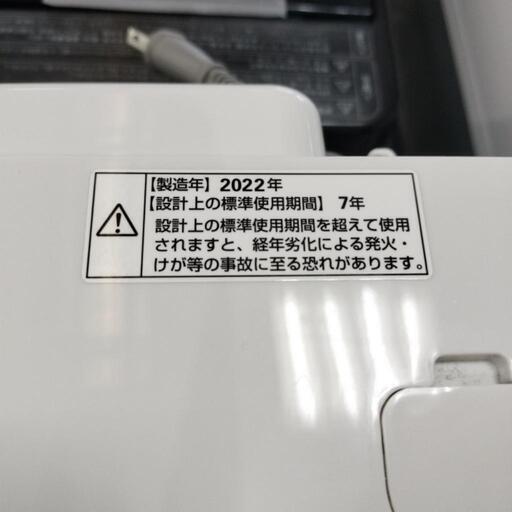 【製造年】2022年
【設計上の標準使用期間】 7年
設計上の標準使用期間を超えて使用
されますと、経年劣化による発火・
けが等の事故に至る恐れがあります。